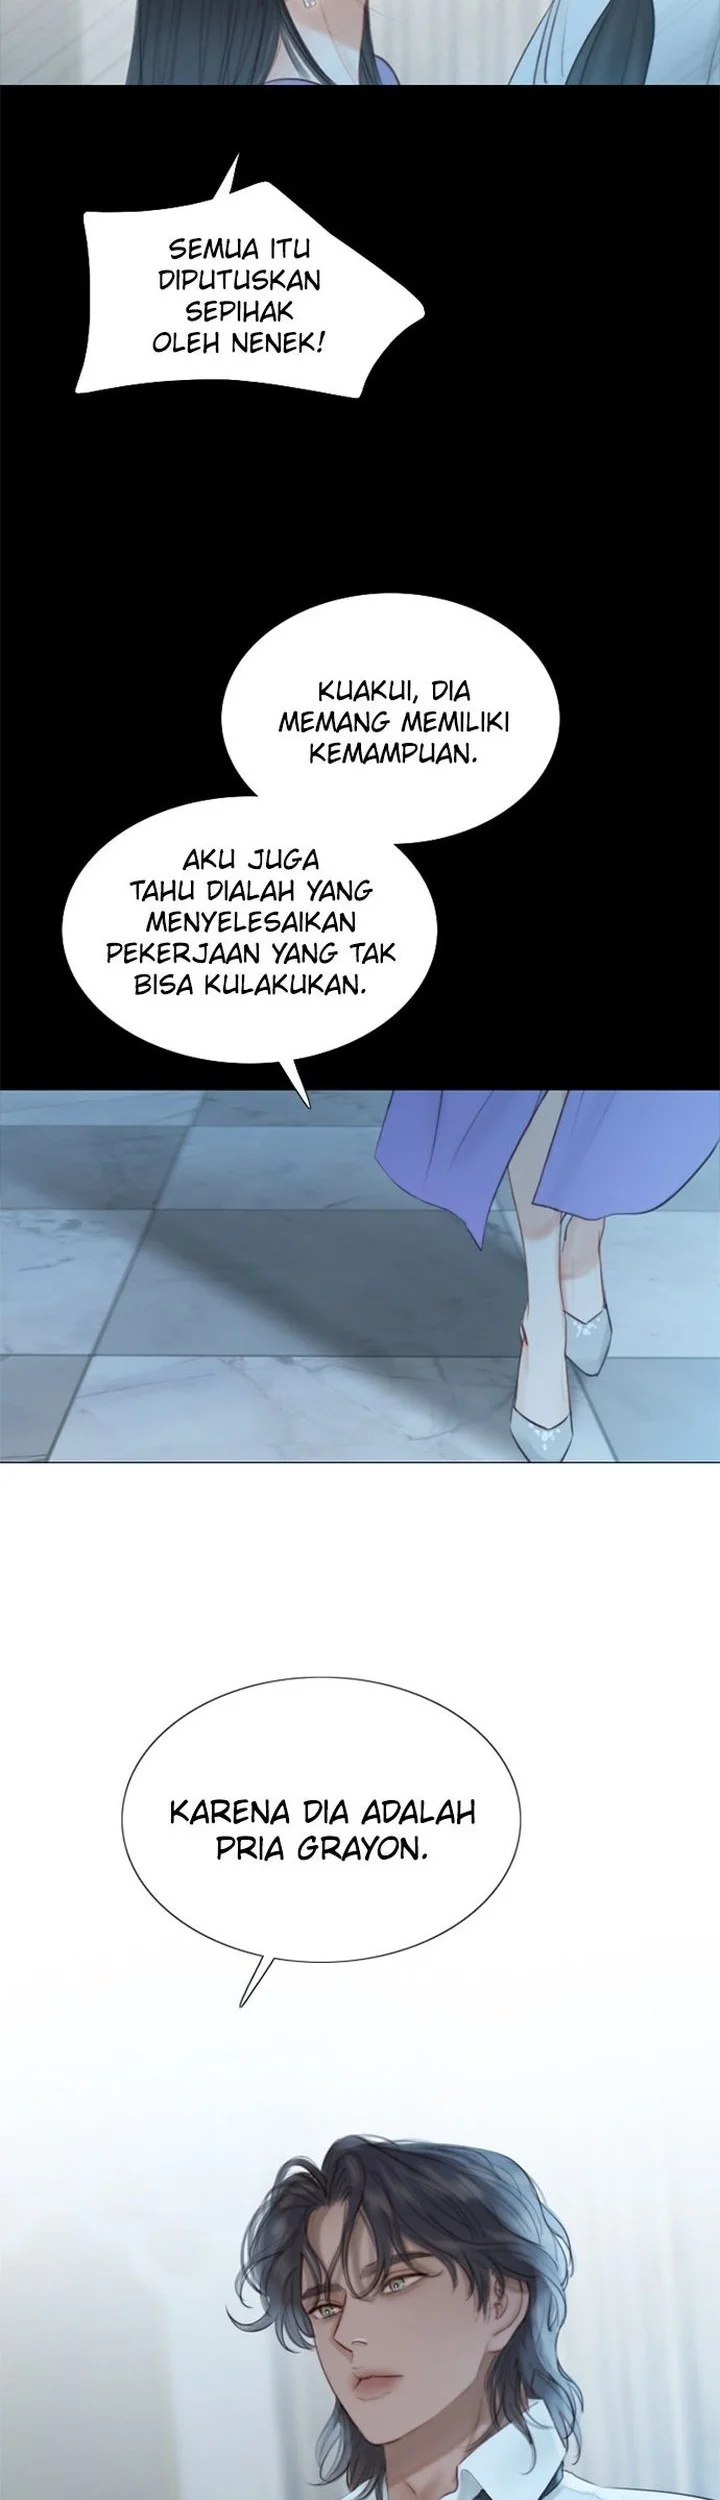 SEMUA ITU
DIPUTUSKAN
SEPIHAK
OLEH NENEK!
KUAKUI, DIA
MEMANG MEMILIKI
KEMAMPUAN.
AKU JUGA
TAHU DIALAH YANG
MENYELESAIKAN
PEKERJAAN YANG TAK
BISA KULAKUKAN.
KARENA DIA ADALAH
PRIA GRAYON.